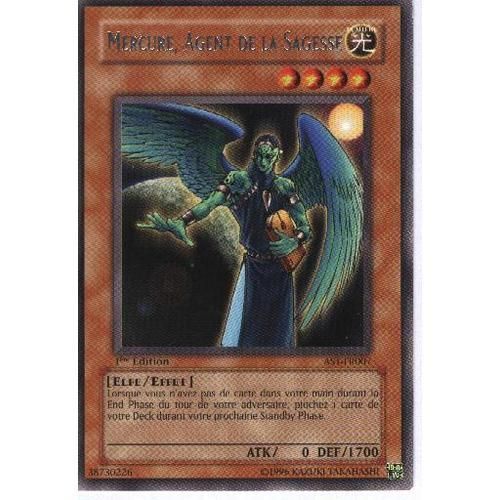 MERCURE, AGENT DE LA SAGESSE
光
1ère Edition
AST-FR007
[ELFE/EFFET]
Lorsque vous n'avez pas de carte dans votre main durant la
End Phase du tour de votre adversaire, piochez 1 carte de
votre Deck durant votre prochaine Standby Phase.
ATK/ 0 DEF/1700
38730226
©1996 KAZUKI TAKAHASHI